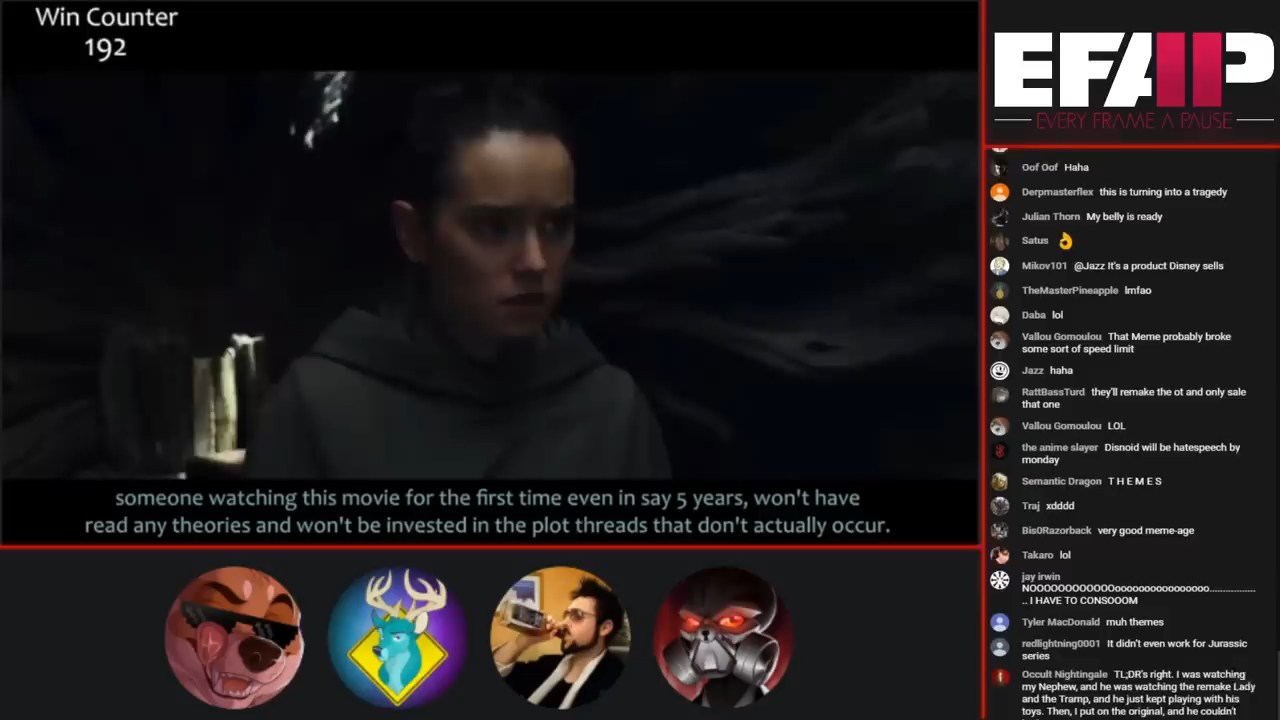 Win Counter
192
someone watching this movie for the first time even in say 5 years, won't have
read any theories and won't be invested in the plot threads that don't actually occur.
EFAP
EVERY FRAME A PAUSE
Oof Oof Haha
Derpmasterflex this is turning into a tragedy
Julian Thorn My belly is ready
Satus 👌
Mikov101 @Jazz It's a product Disney sells
TheMasterPineapple lmfao
Daba lol
Vallou Gomoulou That Meme probably broke
some sort of speed limit
Jazz haha
RattBassTurd they'll remake the ot and only sale
that one
Vallou Gomoulou LOL
the anime slayer Disnoid will be hatespeech by
monday
Semantic Dragon T H E M E S
Traj xdddd
Bis0Razorback very good meme-age
Takaro lol
jay irwin
NOOOOOOOOOOOOooooooooooooooooo...................
.. I HAVE TO CONSOOOM
Tyler MacDonald muh themes
redlightning0001 It didn't even work for Jurassic
series
Occult Nightingale TL;DR's right. I was watching
my Nephew, and he was watching the remake Lady
and the Tramp, and he just kept playing with his
toys. Then, I put on the original, and he couldn't